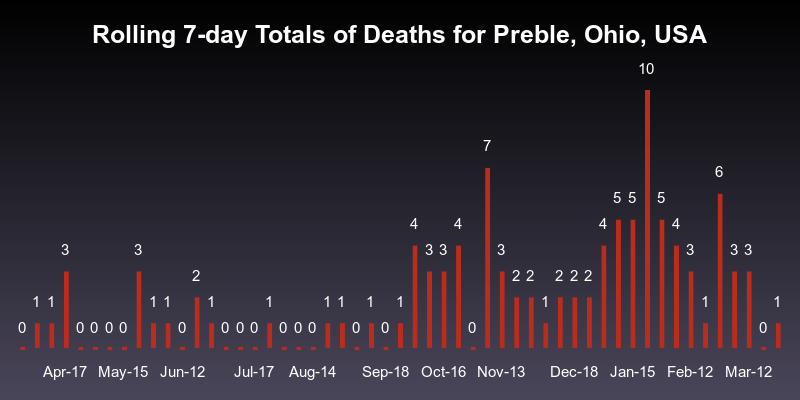 Rolling 7-day Totals of Deaths for Preble, Ohio, USA
0 1 1 3 0 0 0 0 3 1 1 0 2 1 0 0 0 1 0 0 0 1 1 0 1 0 1 4 3 3 4 0 7 3 2 2 1 2 2 2 4 5 5 10 5 4 3 1 6 3 3 0 1
Apr-17 May-15 Jun-12 Jul-17 Aug-14 Sep-18 Oct-16 Nov-13 Dec-18 Jan-15 Feb-12 Mar-12